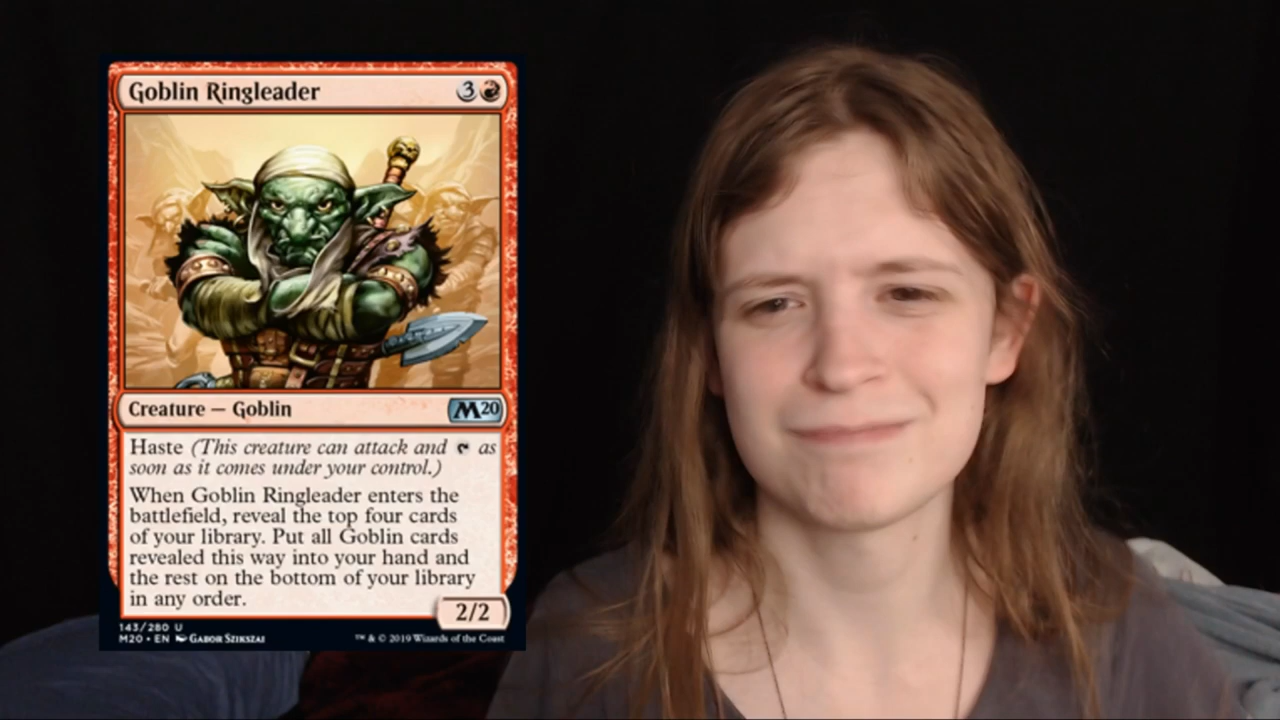 Goblin Ringleader 3
Creature — Goblin M20
Haste (This creature can attack and as
soon as it comes under your control.)
When Goblin Ringleader enters the
battlefield, reveal the top four cards
of your library. Put all Goblin cards
revealed this way into your hand and
the rest on the bottom of your library
in any order.
2/2
143/280 U
M20 • EN Gabor Szikszai
™ & © 2019 Wizards of the Coast